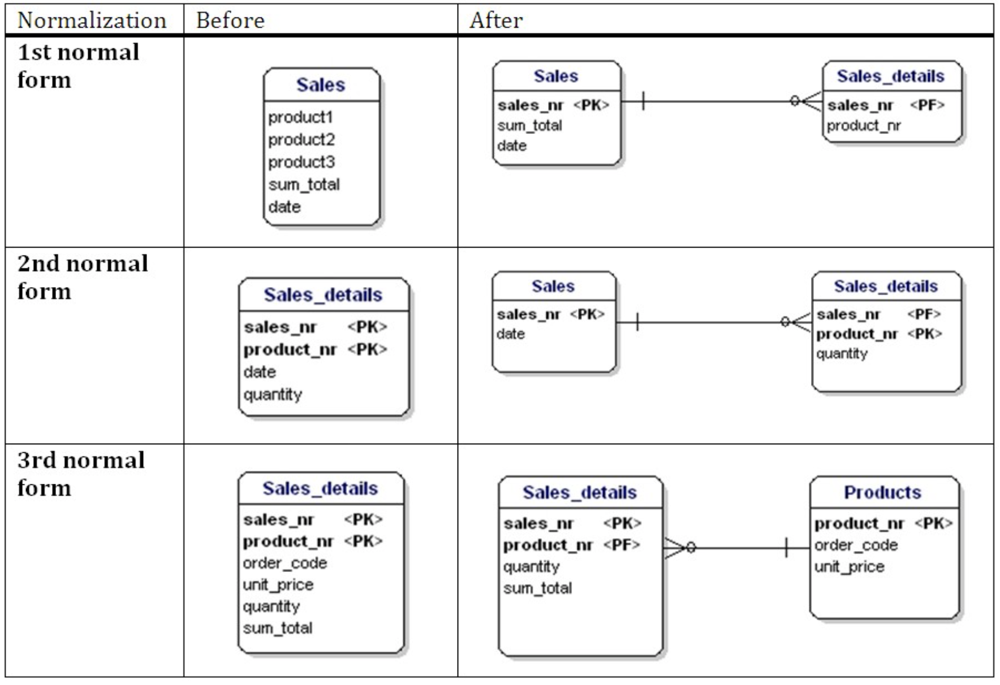 Normalization Before After
1st normal
form
Sales
product1
product2
product3
sum_total
date
Sales
sales_nr <PK>
sum_total
date
Sales_details
sales_nr <PF>
product_nr
2nd normal
form
Sales_details
sales_nr <PK>
product_nr <PK>
date
quantity
Sales
sales_nr <PK>
date
Sales_details
sales_nr <PF>
product_nr <PK>
quantity
3rd normal
form
Sales_details
sales_nr <PK>
product_nr <PK>
order_code
unit_price
quantity
sum_total
Sales_details
sales_nr <PK>
product_nr <PF>
quantity
sum_total
Products
product_nr <PK>
order_code
unit_price